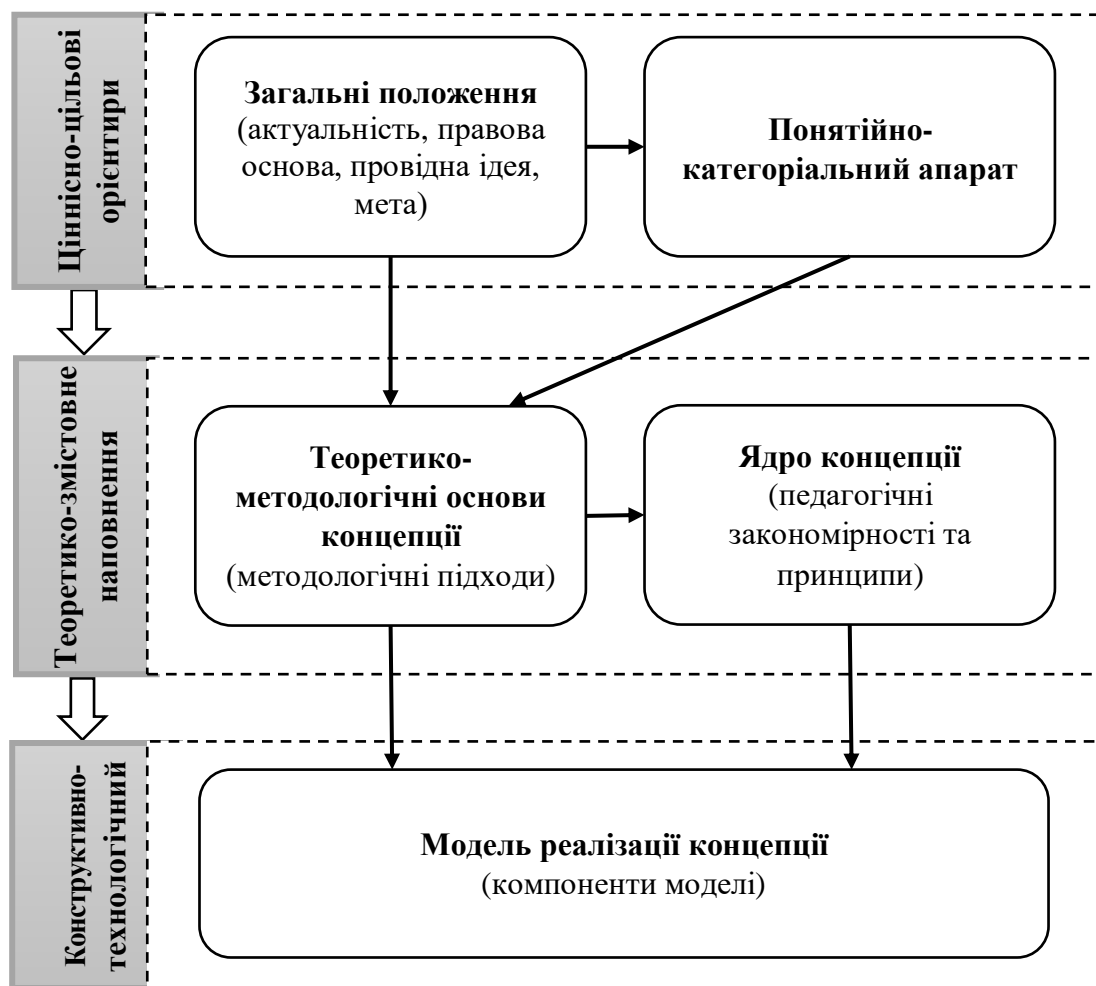 Ціннісно-цільові
орієнтири
Загальні положення
(актуальність, правова
основа, провідна ідея,
мета)
Понятійно-
категоріальний апарат
Теоретико-змістовне
наповнення
Теоретико-
методологічні основи
концепції
(методологічні підходи)
Ядро концепції
(педагогічні
закономірності та
принципи)
Конструктивно-
технологічний
Модель реалізації концепції
(компоненти моделі)